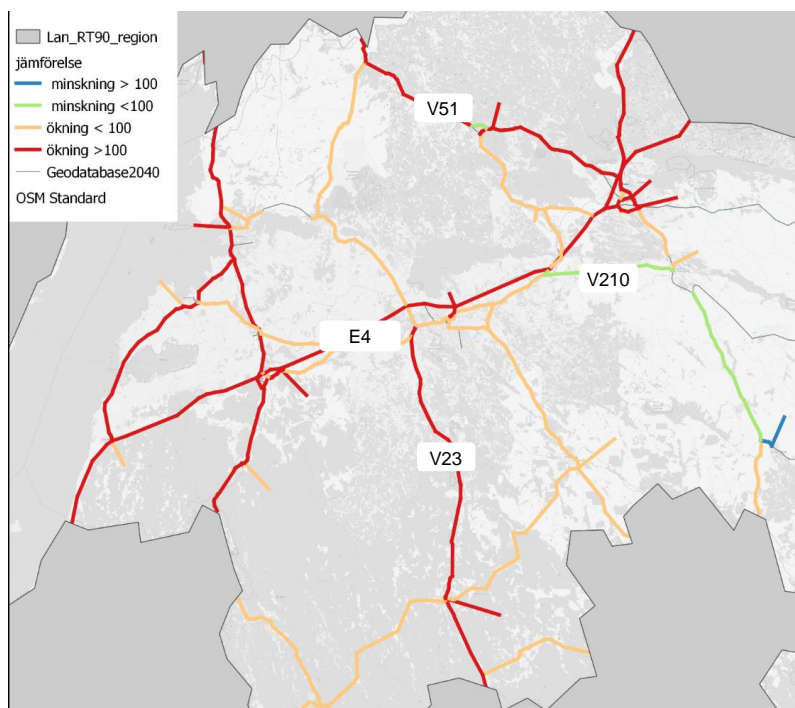 Lan_RT90_region
jämförelse
minskning > 100
minskning <100
ökning < 100
ökning >100
Geodatabase2040
OSM Standard
V51
V210
E4
V23